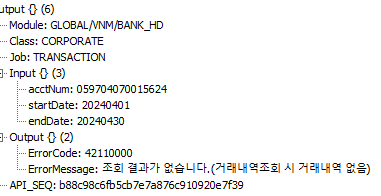 utput {} (6)
Module: GLOBAL/VNM/BANK_HD
Class: CORPORATE
Job: TRANSACTION
Input {} (3)
acctNum: 059704070015624
startDate: 20240401
endDate: 20240430
Output {} (2)
ErrorCode: 42110000
ErrorMessage: 조회 결과가 없습니다.(거래내역조회 시 거래내역 없음)
API_SEQ: b88c98c6fb5cb7e7a876c910920e7f39